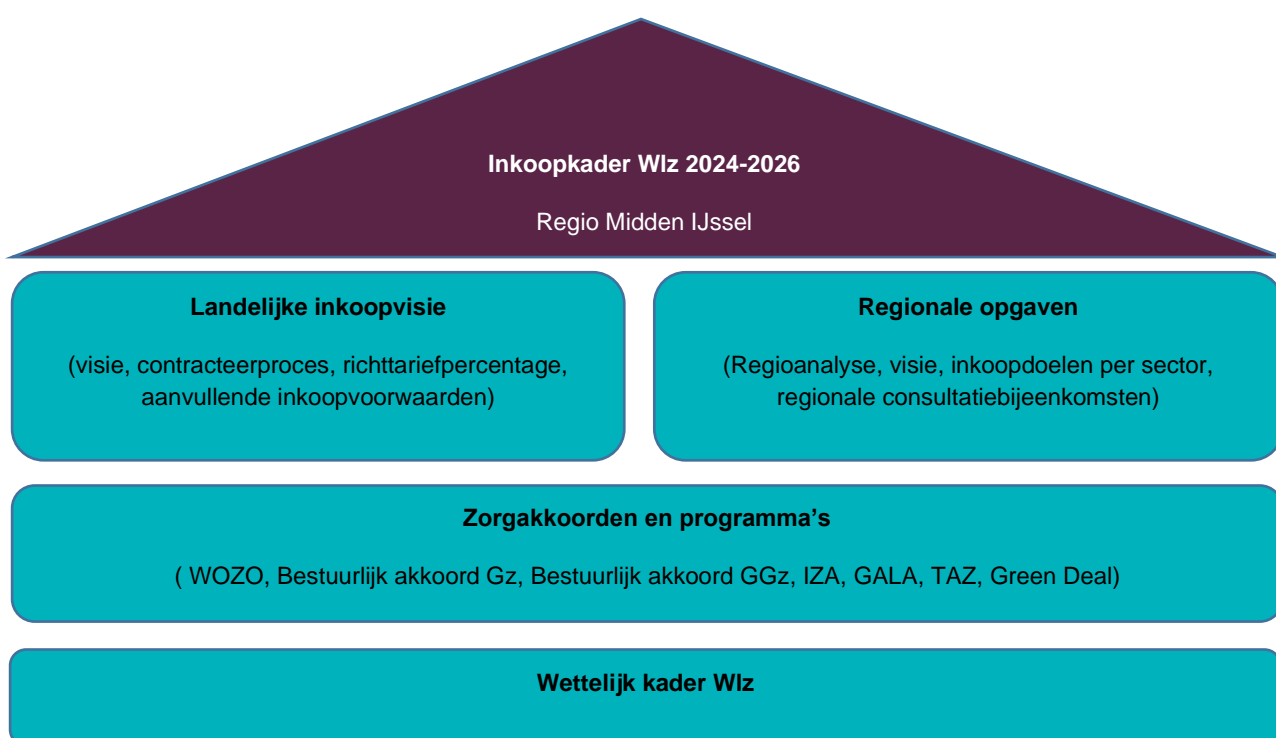 Inkoopkader Wlz 2024-2026
Regio Midden IJssel
Landelijke inkoopvisie
(visie, contracteerproces, richttariefpercentage,
aanvullende inkoopvoorwaarden)
Regionale opgaven
(Regioanalyse, visie, inkoopdoelen per sector,
regionale consultatiebijeenkomsten)
Zorgakkoorden en programma’s
( WOZO, Bestuurlijk akkoord Gz, Bestuurlijk akkoord GGz, IZA, GALA, TAZ, Green Deal)
Wettelijk kader Wlz